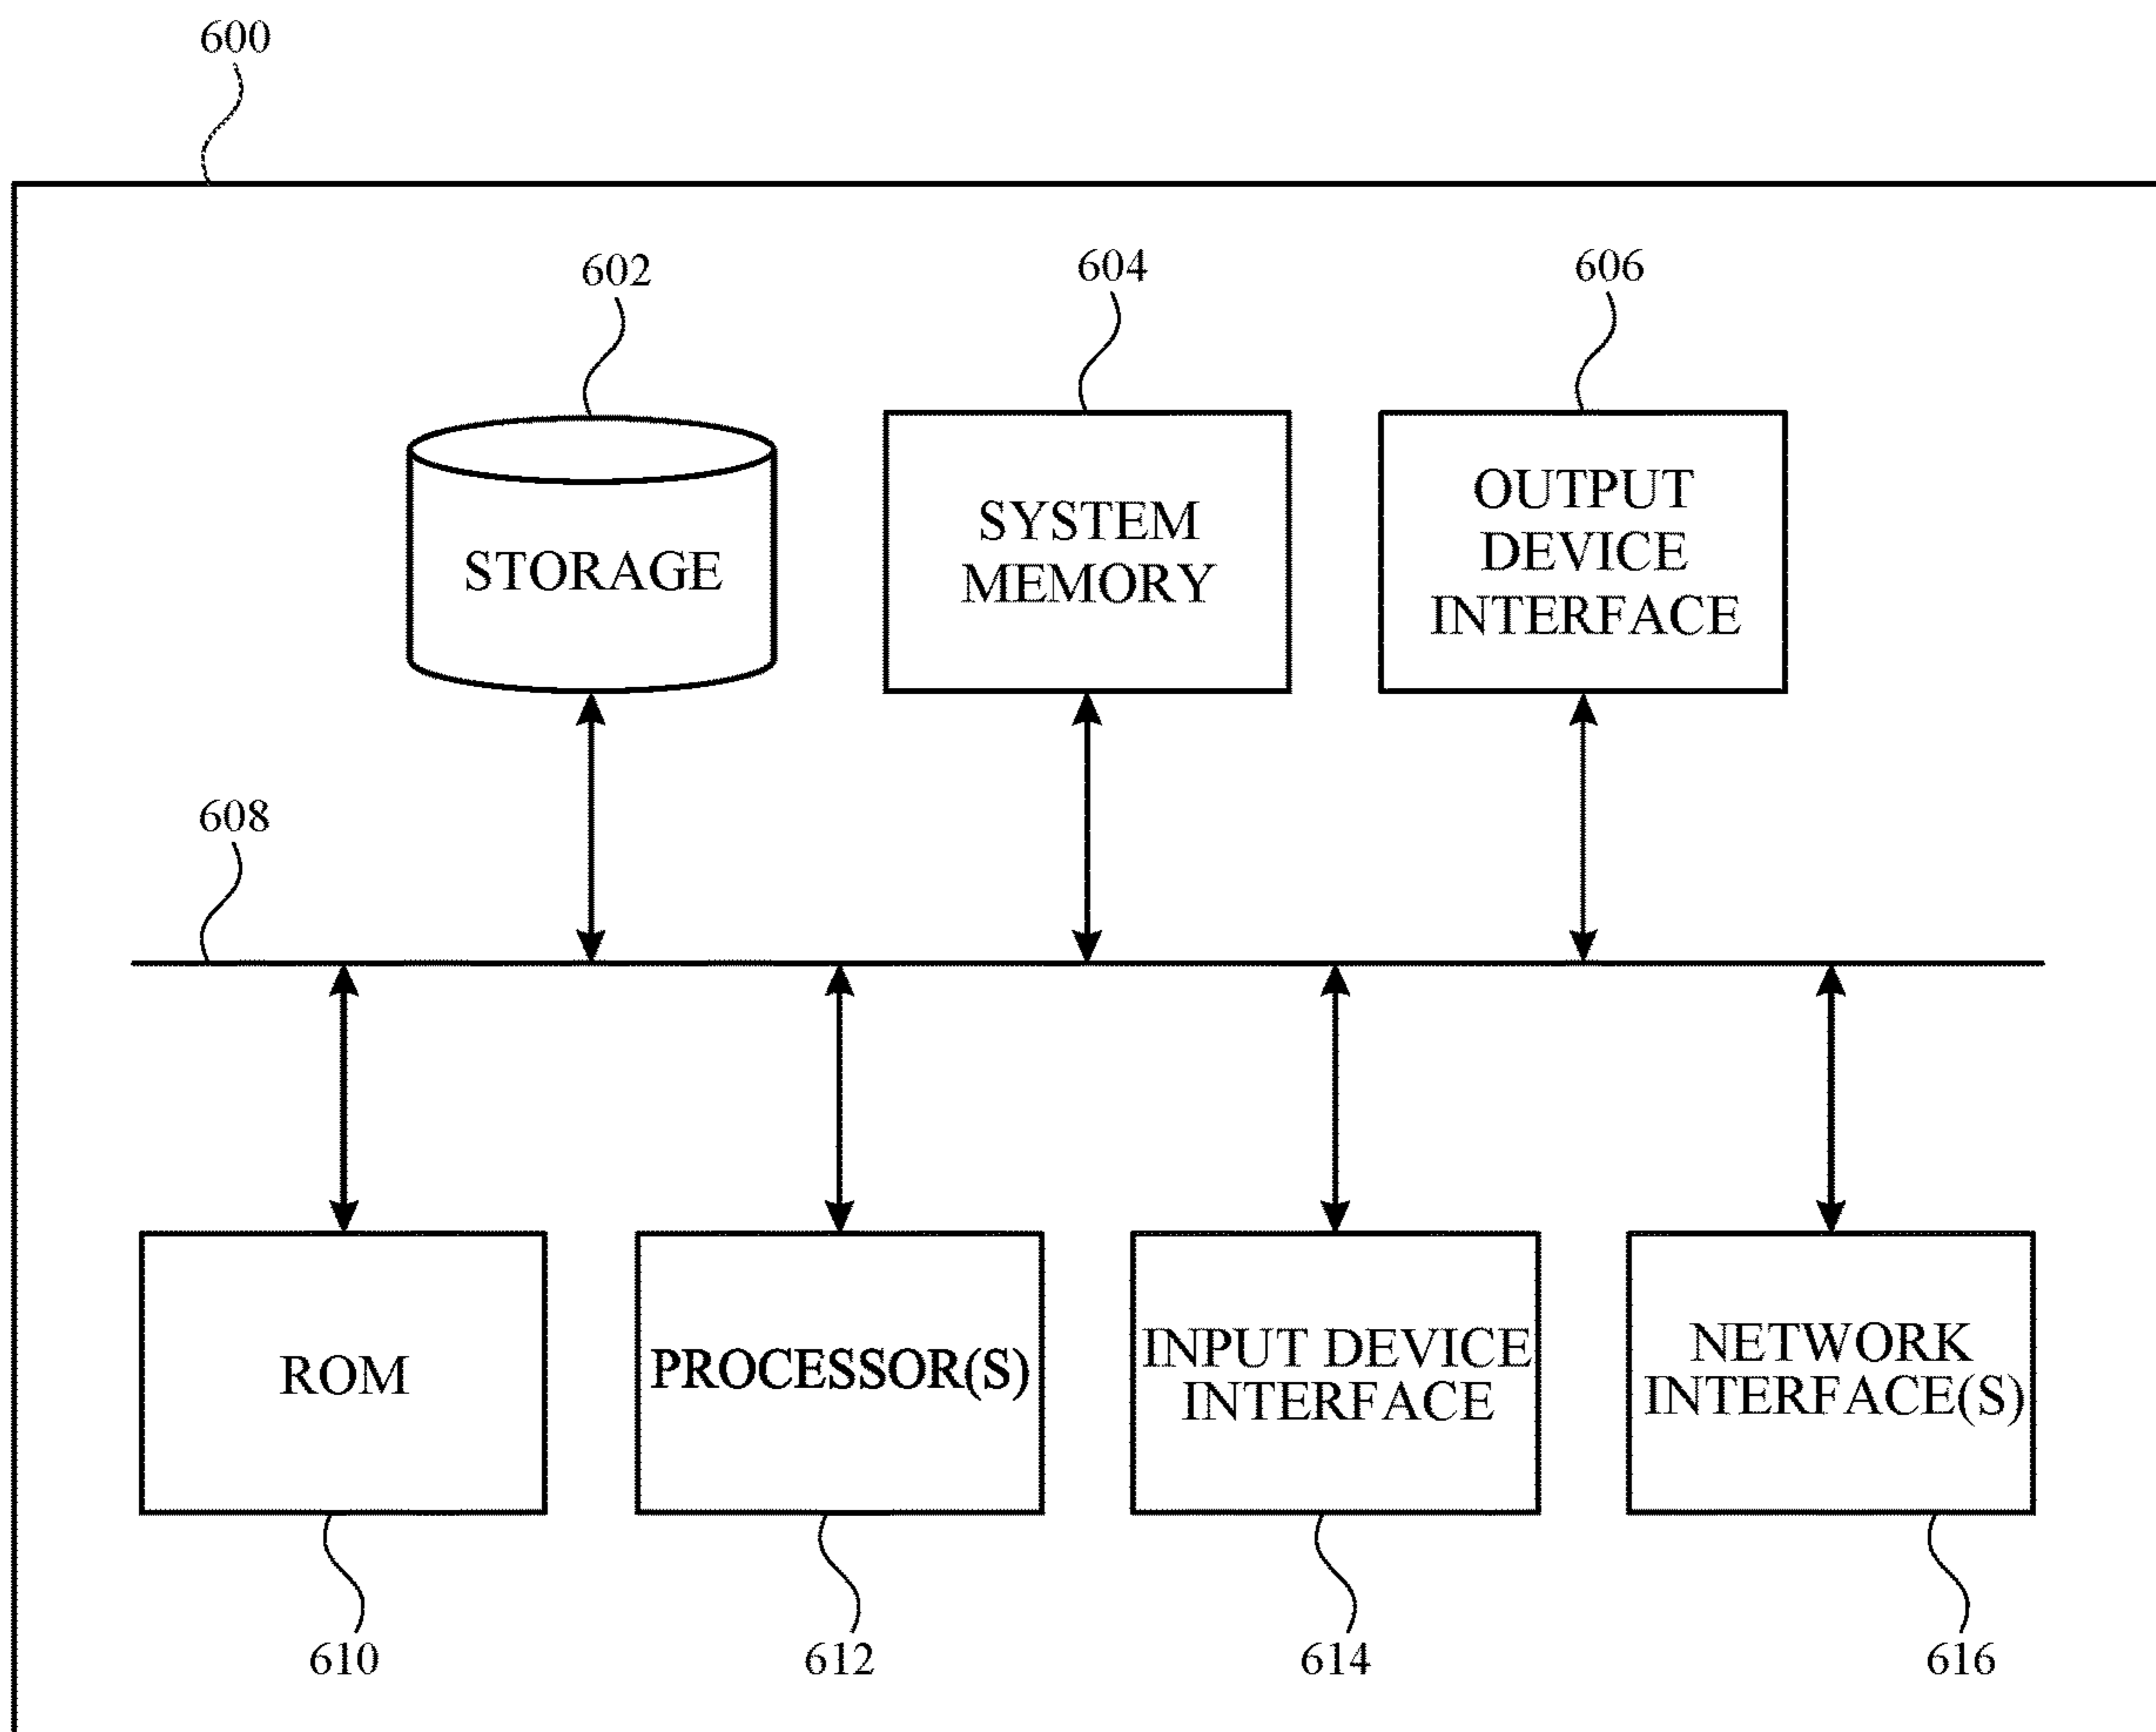 600
602
604
606
STORAGE
SYSTEM
MEMORY
OUTPUT
DEVICE
INTERFACE
608
ROM
PROCESSOR(S)
INPUT DEVICE
INTERFACE
NETWORK
INTERFACE(S)
610
612
614
616